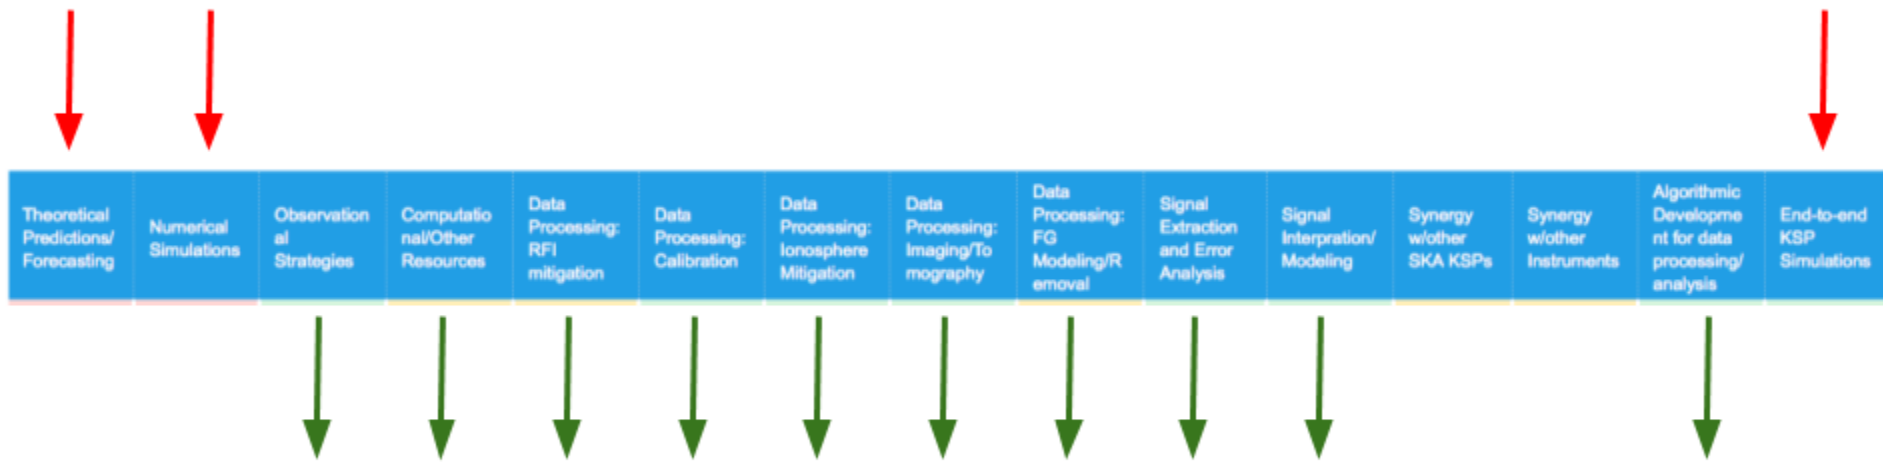 Theoretical
Predictions/
Forecasting
Numerical
Simulations
Observation
al
Strategies
Computatio
nal/Other
Resources
Data
Processing:
RFI
mitigation
Data
Processing:
Calibration
Data
Processing:
Ionosphere
Mitigation
Data
Processing:
Imaging/To
mography
Data
Processing:
FG
Modeling/R
emoval
Signal
Extraction
and Error
Analysis
Signal
Interpration/
Modeling
Synergy
w/other
SKA KSPs
Synergy
w/other
Instruments
Algorithmic
Developme
nt for data
processing/
analysis
End-to-end
KSP
Simulations